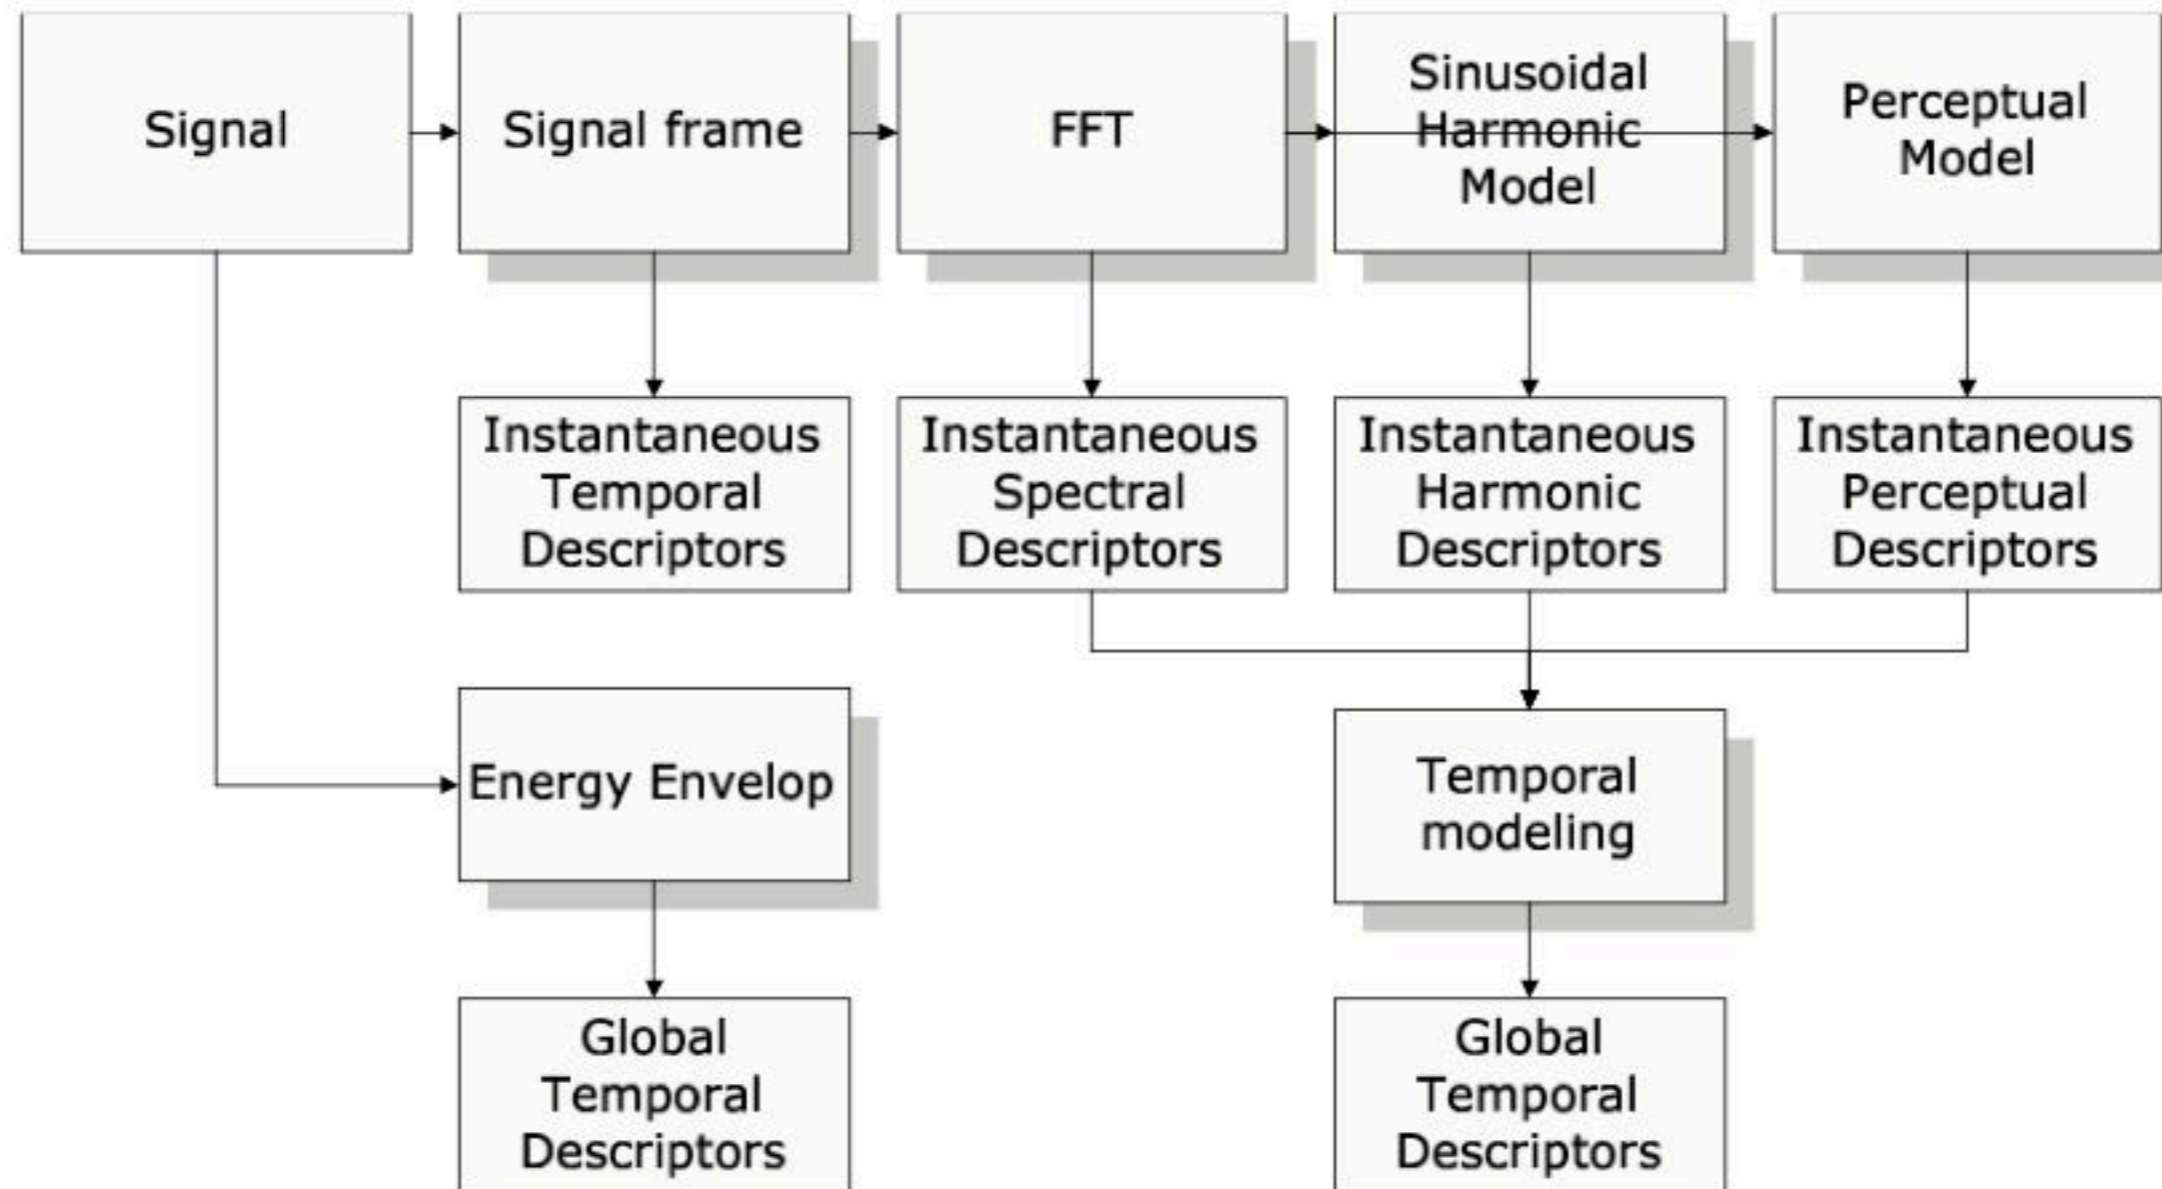 Signal
Signal frame
FFT
Sinusoidal
Harmonic
Model
Perceptual
Model
Instantaneous
Temporal
Descriptors
Instantaneous
Spectral
Descriptors
Instantaneous
Harmonic
Descriptors
Instantaneous
Perceptual
Descriptors
Energy Envelop
Temporal
modeling
Global
Temporal
Descriptors
Global
Temporal
Descriptors